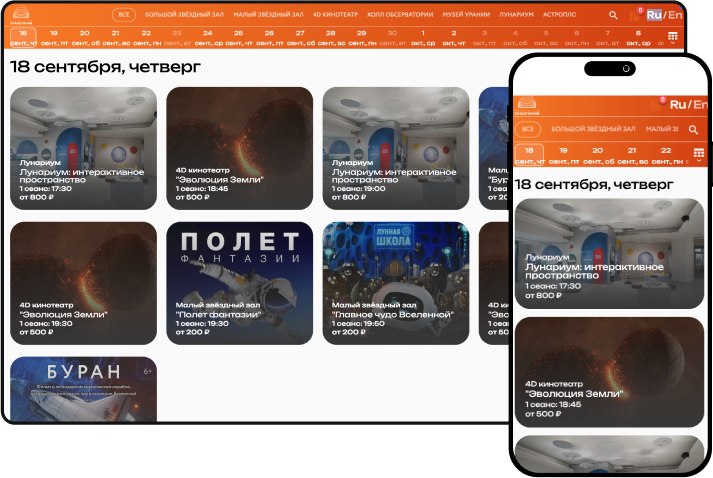 ВСЕ БОЛЬШОЙ ЗВЁЗДНЫЙ ЗАЛ МАЛЫЙ ЗВЁЗДНЫЙ ЗАЛ 4D КИНОТЕАТР ХОЛЛ ОБСЕРВАТОРИИ МУЗЕЙ УРАНИИ ЛУНАРИУМ АСТРОПЛС 0 Ru / En
18 19 20 21 22 23 24 25 26 27 28 29 30 1 2 3 4 5 6 7 8
сент., чт сент., пт сент., сб сент., вс сент., пн сент., вт сент., ср сент., чт сент., пт сент., сб сент., вс сент., пн сент., вт окт., ср окт., чт окт., пт окт., сб окт., вс окт., пн окт., вт окт., ср
18 сентября, четверг
Лунариум
Лунариум: интерактивное
пространство
1 сеанс: 17:30
от 800 ₽
4D кинотеатр
"Эволюция Земли"
1 сеанс: 18:45
от 500 ₽
Лунариум
Лунариум: интерактивное
пространство
1 сеанс: 19:00
от 800 ₽
4D кинотеатр
"Эволюция Земли"
1 сеанс: 19:30
от 500 ₽
ПОЛЕТ
ФАНТАЗИИ
Малый звёздный зал
"Полет фантазии"
1 сеанс: 19:30
от 200 ₽
ЛУННАЯ
ШКОЛА
Малый звёздный зал
"Главное чудо Вселенной"
1 сеанс: 19:50
от 200 ₽
БУРАН 6+
0 Ru / En
ВСЕ БОЛЬШОЙ ЗВЁЗДНЫЙ ЗАЛ МАЛЫЙ ЗІ
18 19 20 21 22
сент., чт сент., пт сент., сб сент., вс сент., пн
18 сентября, четверг
Лунариум
Лунариум: интерактивное
пространство
1 сеанс: 17:30
от 800 ₽
4D кинотеатр
"Эволюция Земли"
1 сеанс: 18:45
от 500 ₽